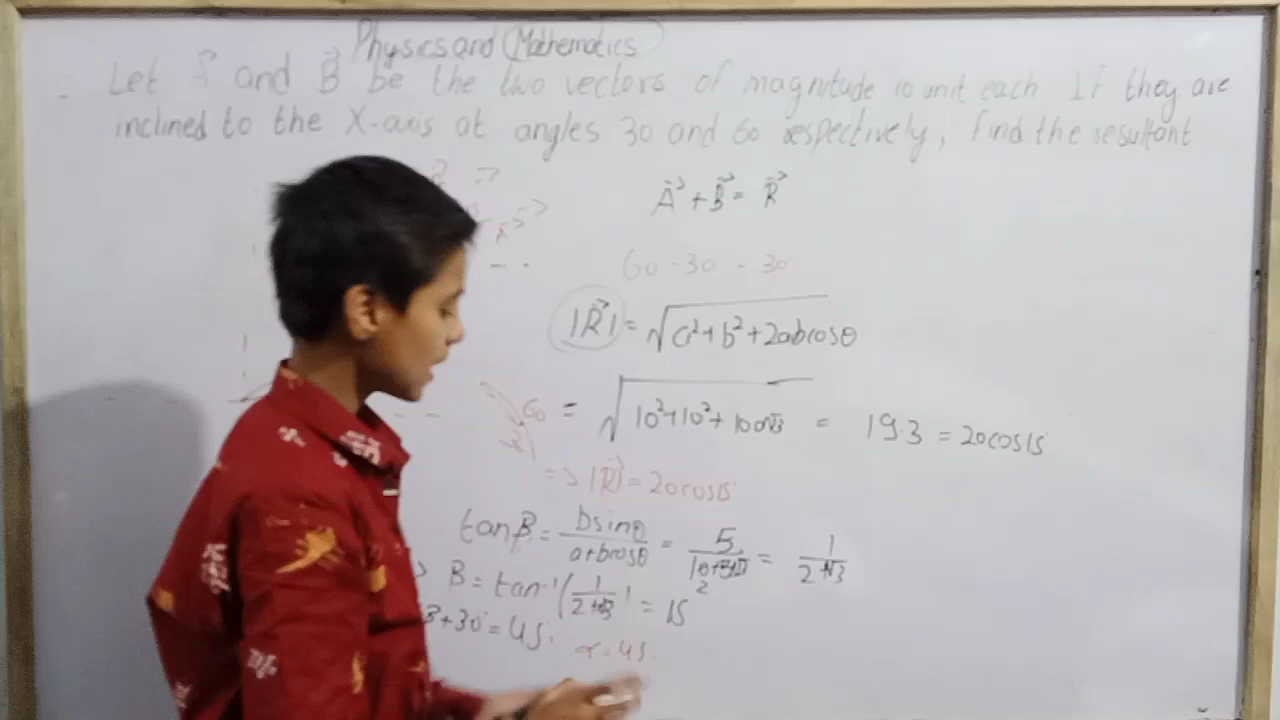 Physics and Mathematics
Let A⃗ and B⃗ be the two vectors of magnitude 10 unit each If they are
inclined to the X-axis at angles 30 and 60 respectively, Find the resultant
A⃗ + B⃗ = R⃗
60 - 30 = 30
|R⃗| = √(a² + b² + 2abcosθ)
= √(10² + 10² + 100√3) = 19.3 = 20cos15
=> |R⃗| = 20cos15
tanβ = bsinθ / a+bcosθ = 5 / 10+5√3 = 1 / 2+√3
β = tan⁻¹(1 / 2+√3) = 15
β + 30 = 45.
α = 45.